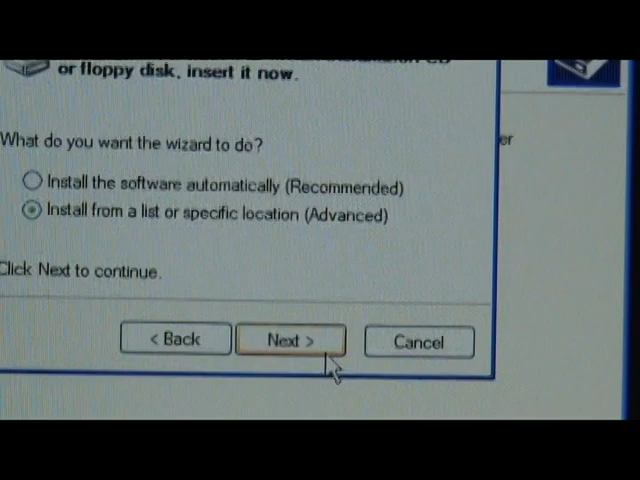 or floppy disk, insert it now.
er
What do you want the wizard to do?
Install the software automatically (Recommended)
Install from a list or specific location (Advanced)
Click Next to continue.
< Back
Next >
Cancel